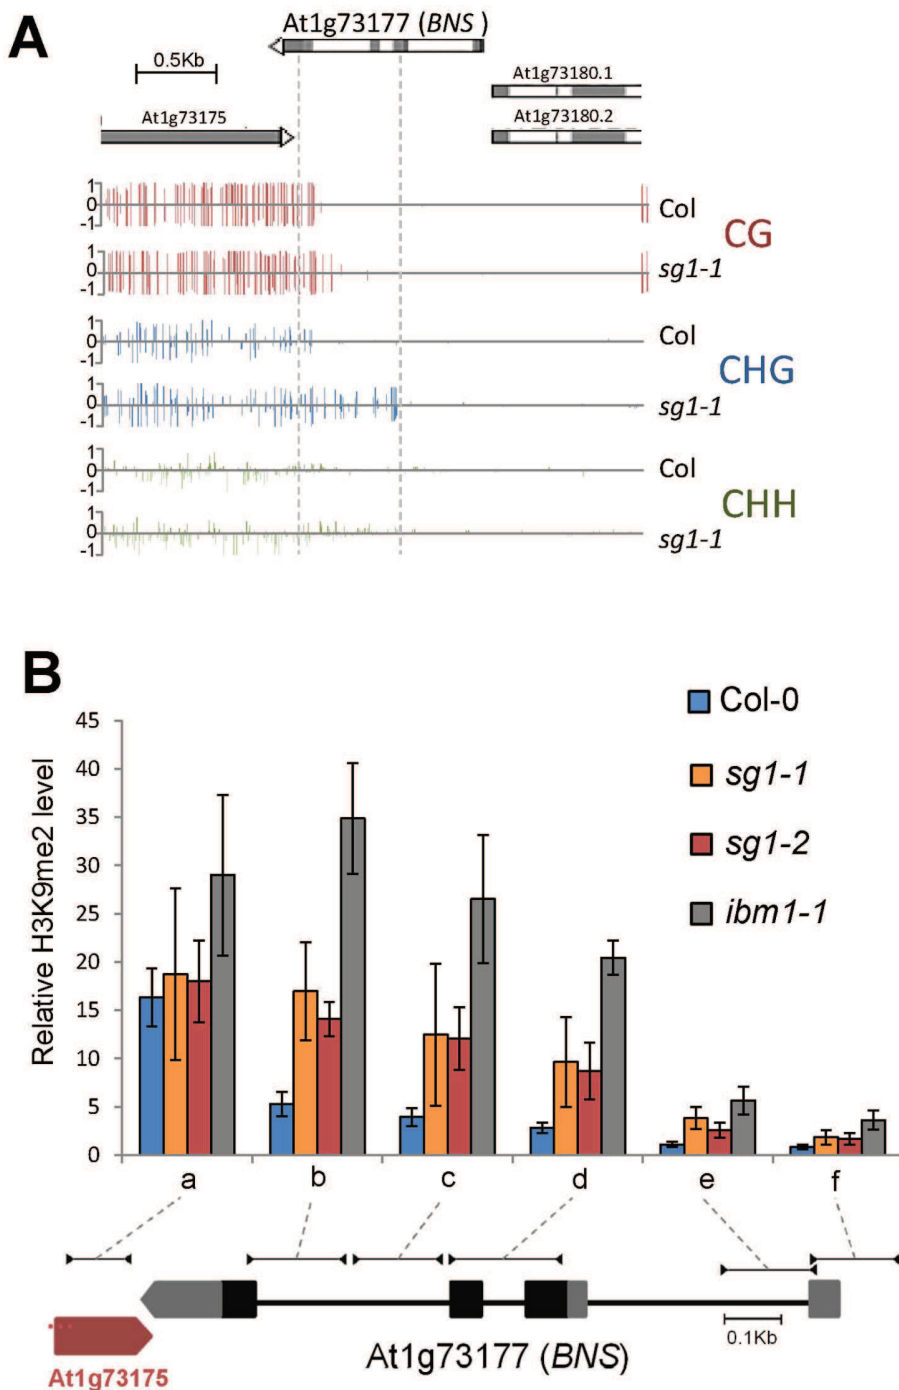 A
At1g73177 (BNS )
0.5Kb
At1g73180.1
At1g73175
At1g73180.2
1
0
-1
Col
CG
1
0
-1
sg1-1
1
0
-1
Col
CHG
1
0
-1
sg1-1
1
0
-1
Col
CHH
1
0
-1
sg1-1
B
Relative H3K9me2 level
45
40
35
30
25
20
15
10
5
0
Col-0
sg1-1
sg1-2
ibm1-1
a b c d e f
0.1Kb
At1g73177 (BNS)
At1g73175